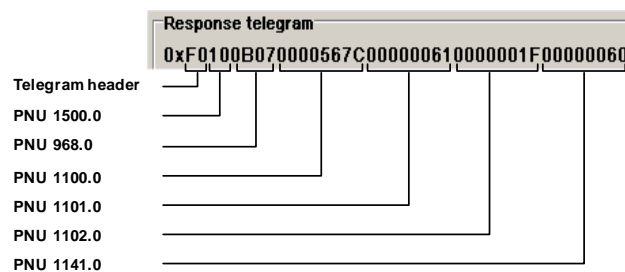 Response telegram
0xF0100B070000567C000000610000001F00000060
Telegram header
PNU 1500.0
PNU 968.0
PNU 1100.0
PNU 1101.0
PNU 1102.0
PNU 1141.0